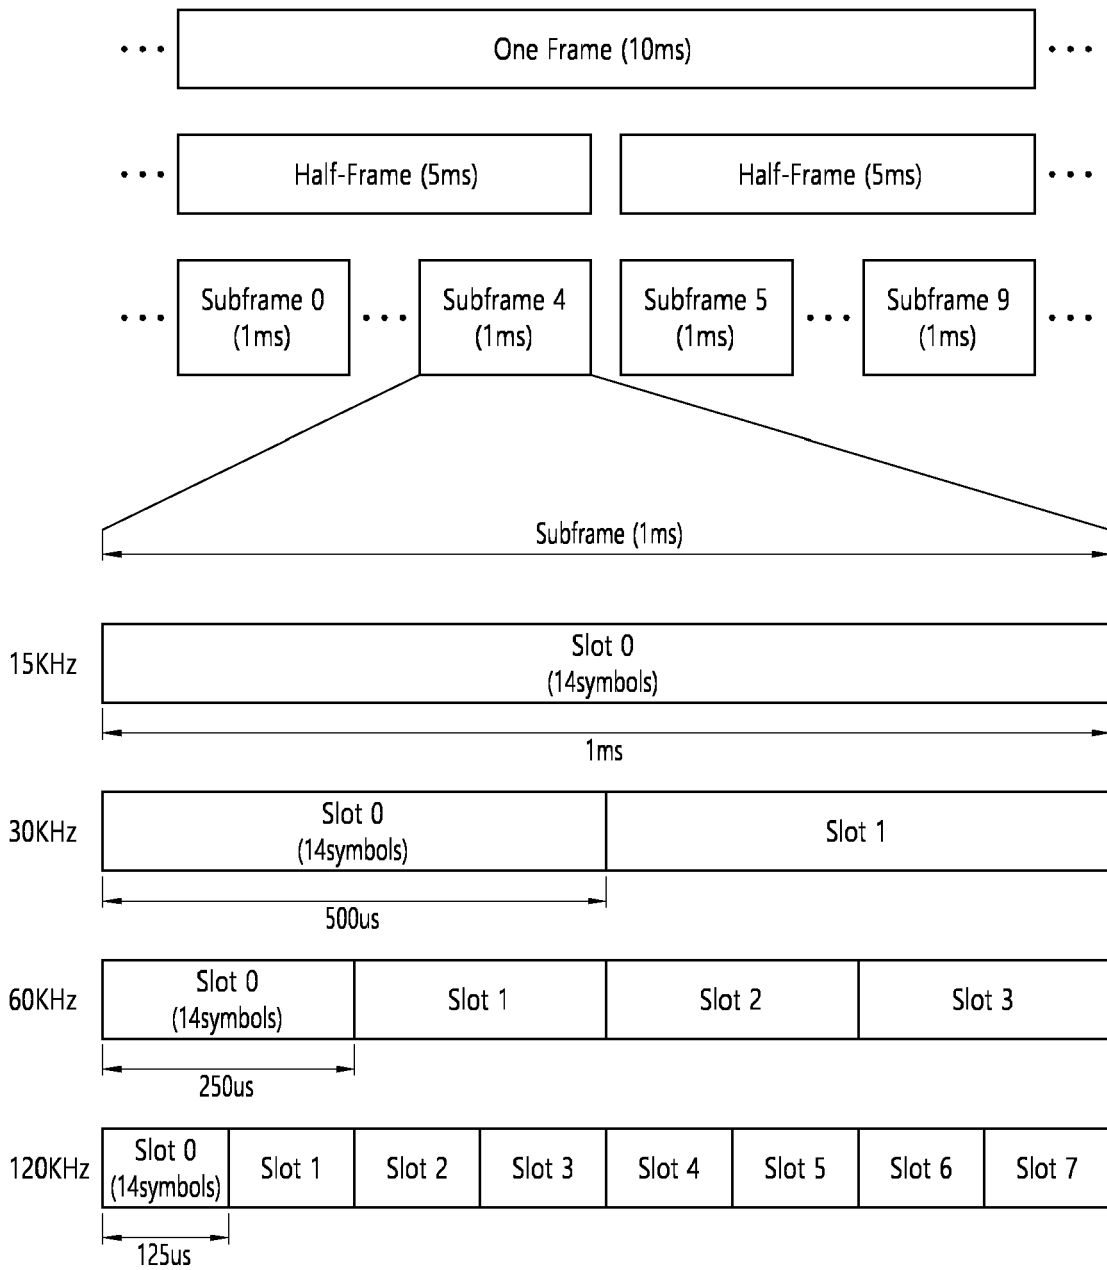 One Frame (10ms)
Half-Frame (5ms)
Half-Frame (5ms)
Subframe 0
(1ms)
Subframe 4
(1ms)
Subframe 5
(1ms)
Subframe 9
(1ms)
Subframe (1ms)
15KHz
Slot 0
(14symbols)
1ms
30KHz
Slot 0
(14symbols)
Slot 1
500us
60KHz
Slot 0
(14symbols)
Slot 1
Slot 2
Slot 3
250us
120KHz
Slot 0
(14symbols)
Slot 1
Slot 2
Slot 3
Slot 4
Slot 5
Slot 6
Slot 7
125us